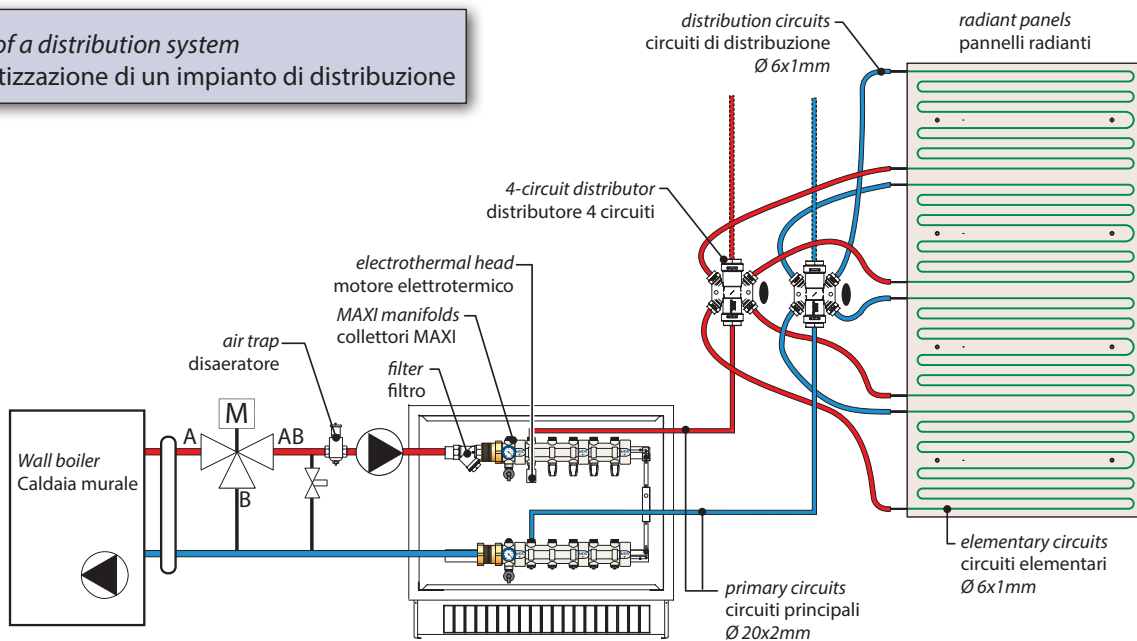 of a distribution system
tizzazione di un impianto di distribuzione
distribution circuits
circuiti di distribuzione
Ø 6x1mm
radiant panels
pannelli radianti
4-circuit distributor
distributore 4 circuiti
electrothermal head
motore elettrotermico
MAXI manifolds
collettori MAXI
air trap
disaeratore
filter
filtro
M
A
AB
B
Wall boiler
Caldaia murale
elementary circuits
circuiti elementari
Ø 6x1mm
primary circuits
circuiti principali
Ø 20x2mm